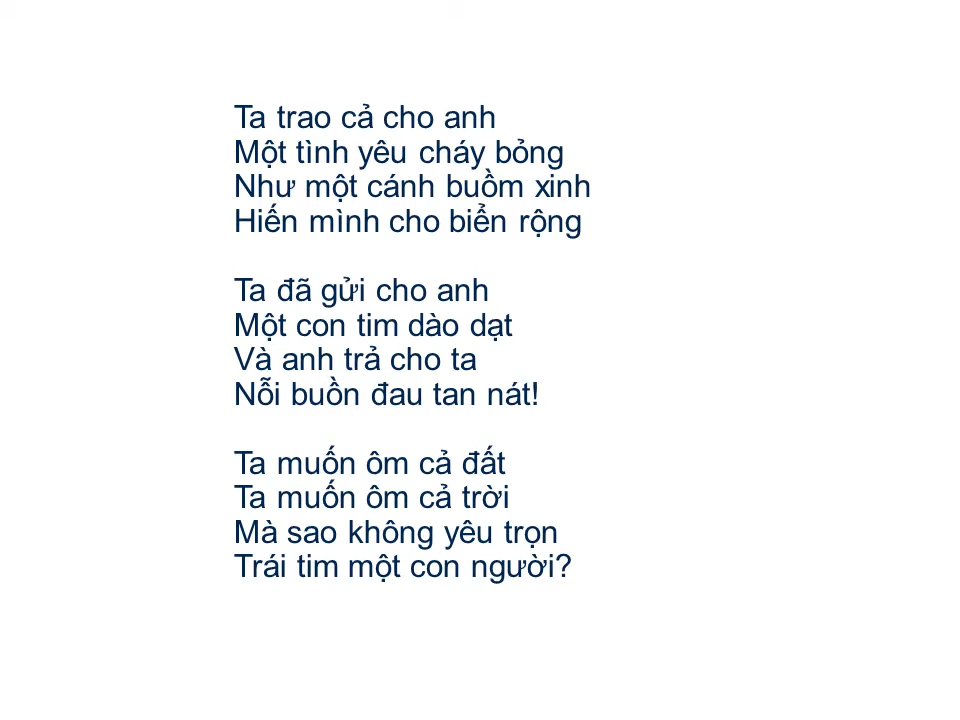 Ta trao cả cho anh
Một tình yêu cháy bỏng
Như một cánh buồm xinh
Hiến mình cho biển rộng
Ta đã gửi cho anh
Một con tim dào dạt
Và anh trả cho ta
Nỗi buồn đau tan nát!
Ta muốn ôm cả đất
Ta muốn ôm cả trời
Mà sao không yêu trọn
Trái tim một con người?